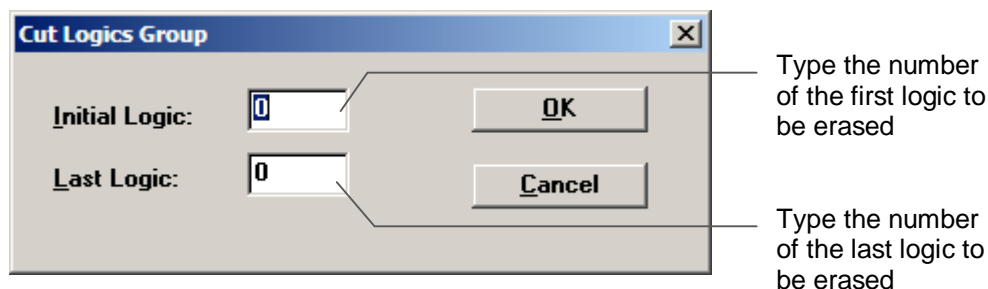 Cut Logics Group
Type the number
of the first logic to
be erased
Initial Logic: 0
OK
Last Logic: 0
Cancel
Type the number
of the last logic to
be erased